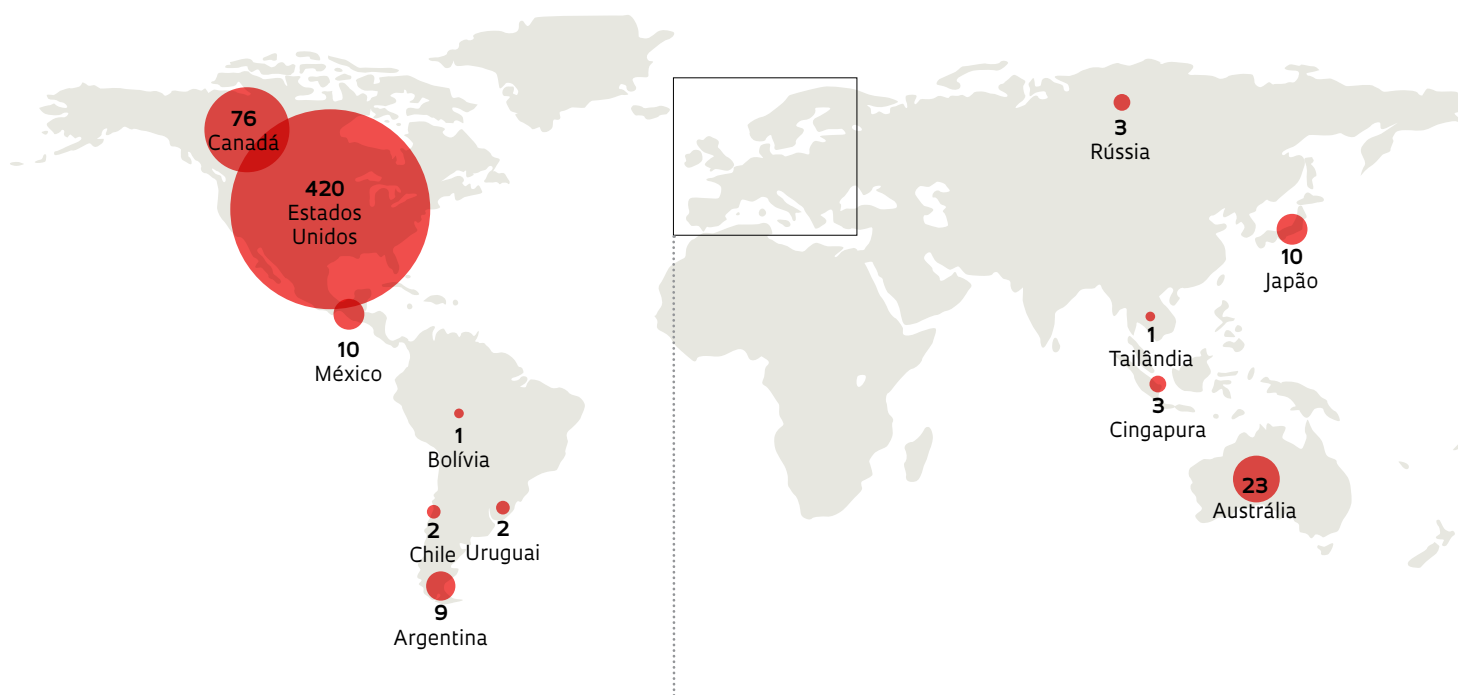 76
Canadá
420
Estados
Unidos
10
México
1
Bolívia
2
Chile
2
Uruguai
9
Argentina
3
Rússia
10
Japão
1
Tailândia
3
Cingapura
23
Austrália